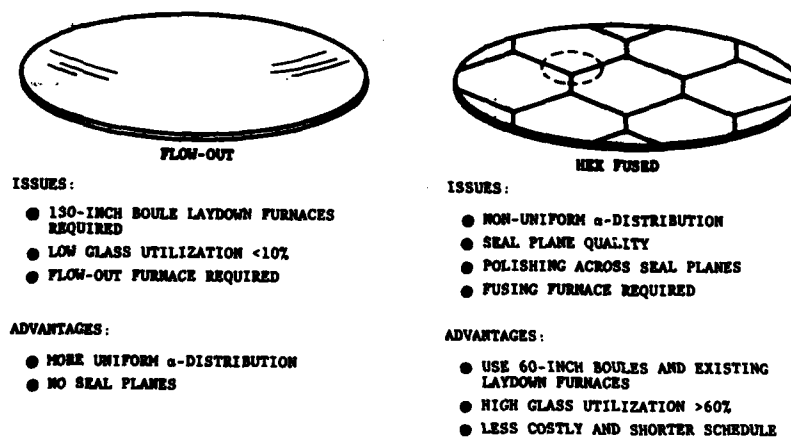 FLOW-OUT
ISSUES:
● 130-INCH BOULE LAYDOWN FURNACES
REQUIRED
● LOW GLASS UTILIZATION <10%
● FLOW-OUT FURNACE REQUIRED
ADVANTAGES:
● MORE UNIFORM α-DISTRIBUTION
● NO SEAL PLANES
HEX FUSED
ISSUES:
● NON-UNIFORM α-DISTRIBUTION
● SEAL PLANE QUALITY
● POLISHING ACROSS SEAL PLANES
● FUSING FURNACE REQUIRED
ADVANTAGES:
● USE 60-INCH BOULES AND EXISTING
LAYDOWN FURNACES
● HIGH GLASS UTILIZATION >60%
● LESS COSTLY AND SHORTER SCHEDULE